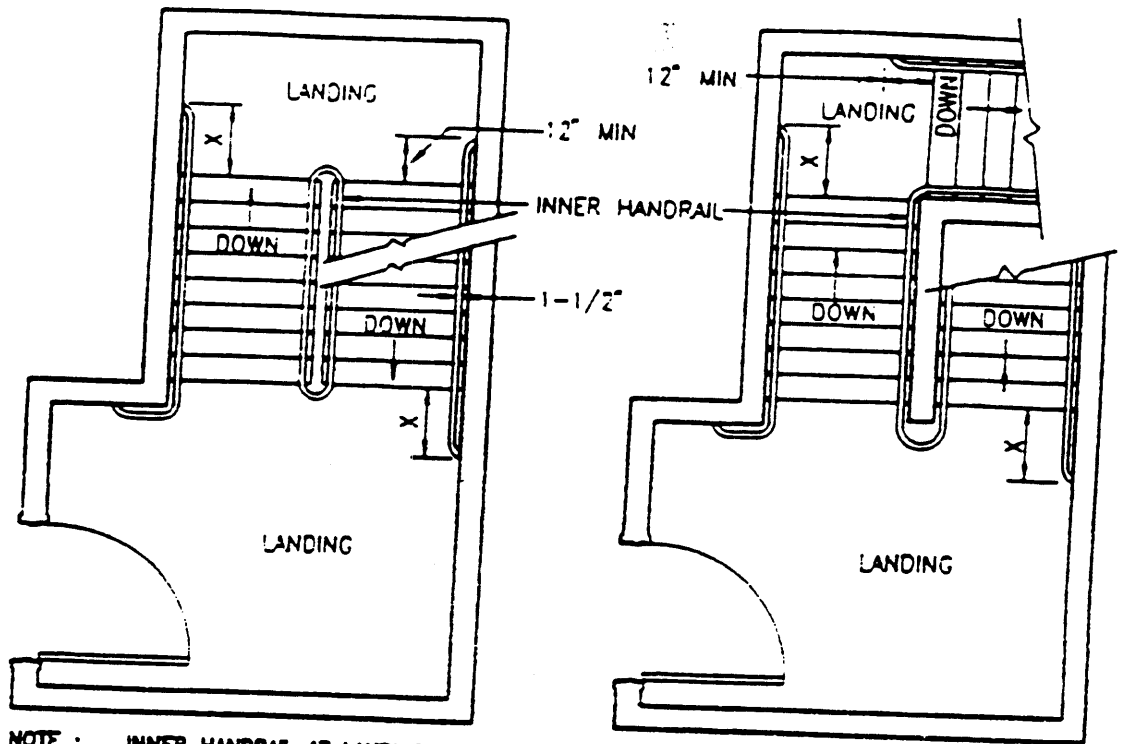 LANDING
X
12" MIN
DOWN
DOWN
1-1/2"
X
LANDING
INNER HANDRAIL
12" MIN
LANDING
DOWN
X
DOWN
DOWN
X
LANDING
NOTE : INNER HANDRAIL AT